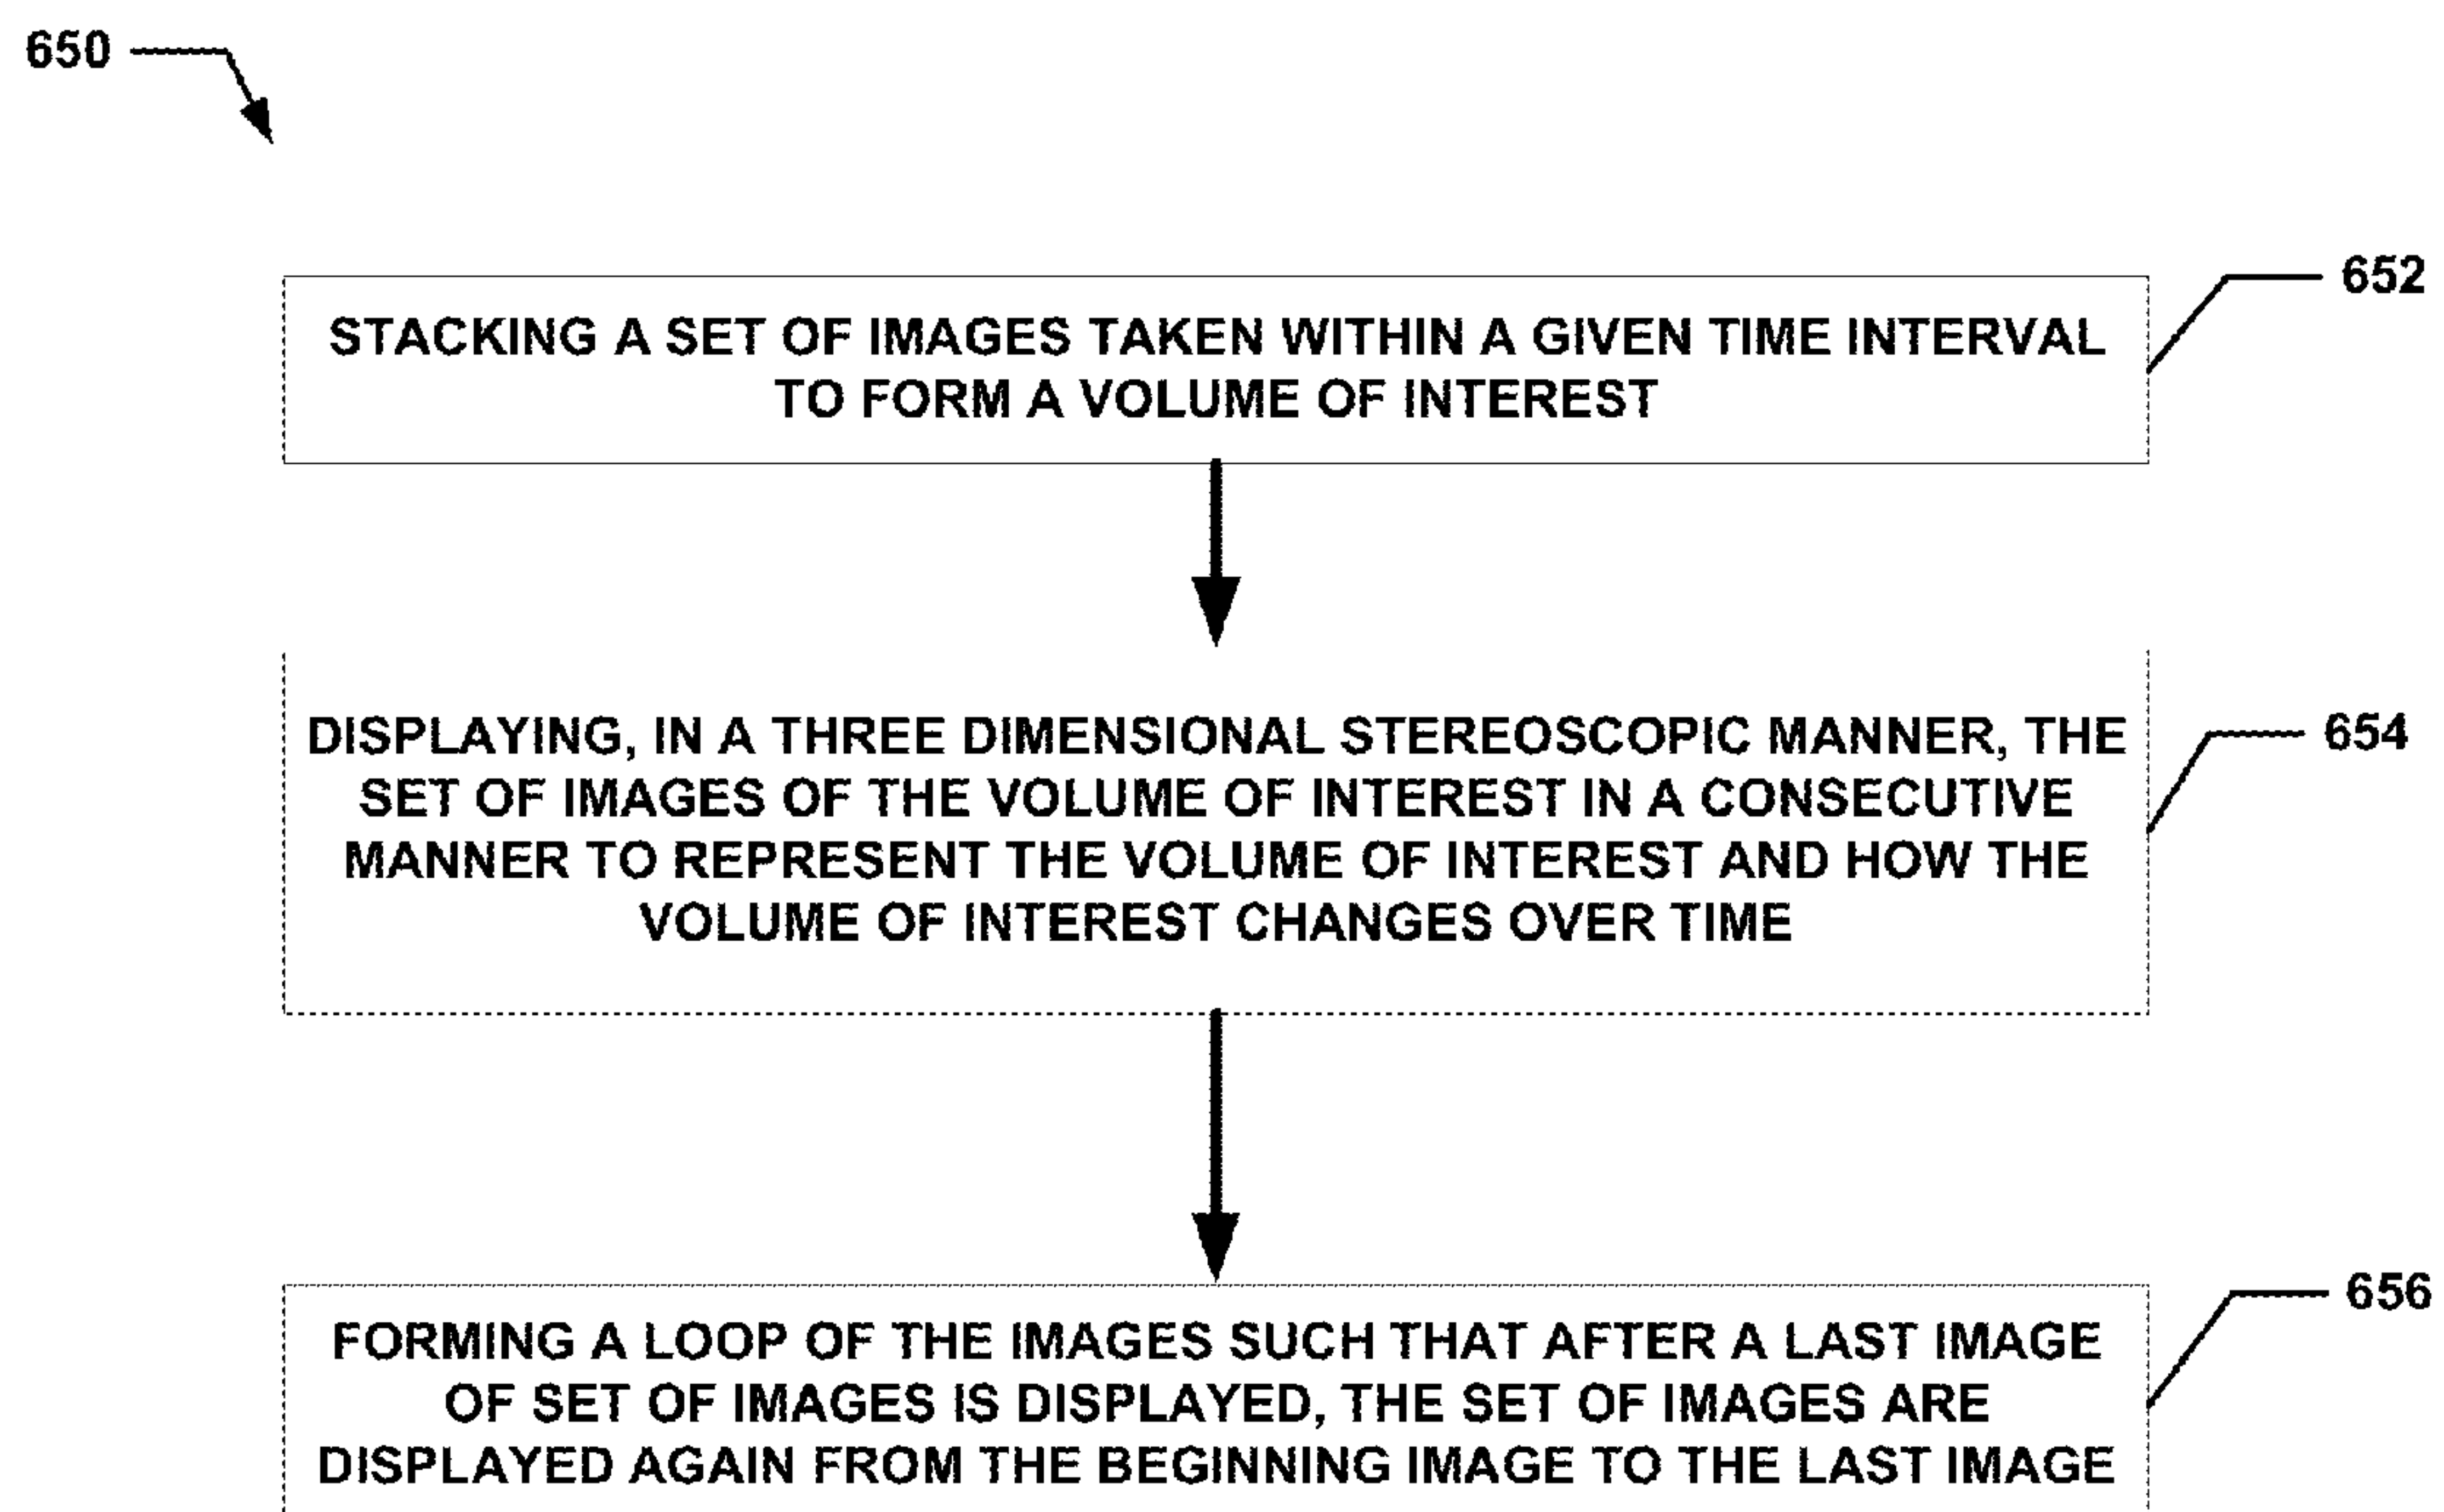 650
652
STACKING A SET OF IMAGES TAKEN WITHIN A GIVEN TIME INTERVAL
TO FORM A VOLUME OF INTEREST
654
DISPLAYING, IN A THREE DIMENSIONAL STEREOSCOPIC MANNER, THE
SET OF IMAGES OF THE VOLUME OF INTEREST IN A CONSECUTIVE
MANNER TO REPRESENT THE VOLUME OF INTEREST AND HOW THE
VOLUME OF INTEREST CHANGES OVER TIME
656
FORMING A LOOP OF THE IMAGES SUCH THAT AFTER A LAST IMAGE
OF SET OF IMAGES IS DISPLAYED, THE SET OF IMAGES ARE
DISPLAYED AGAIN FROM THE BEGINNING IMAGE TO THE LAST IMAGE